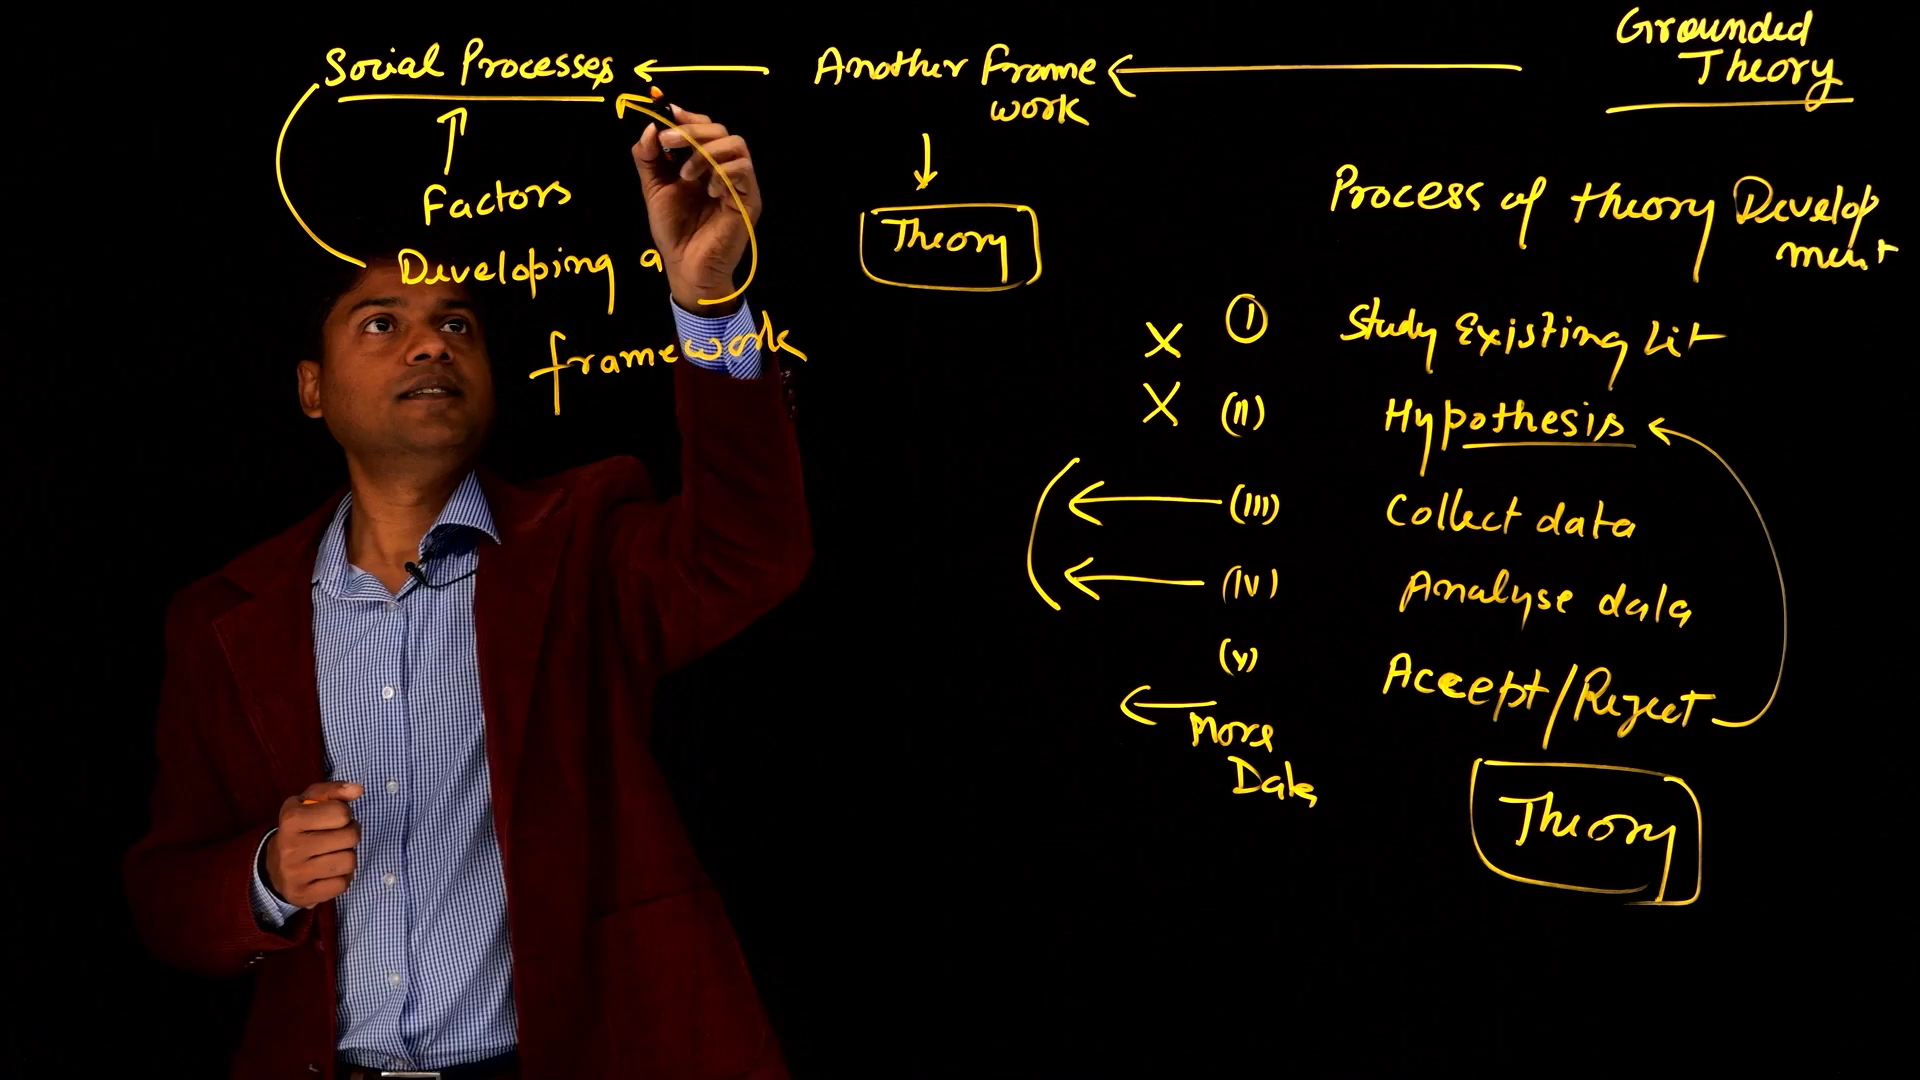 Grounded
Theory
Social Processes
Another Frame
work
Factors
Theory
Developing a
framework
Process of theory Develop
ment
X (I) Study Existing Lit
X (II) Hypothesis
(III) Collect data
(IV) Analyse data
(V) Accept/Reject
More
Data
Theory